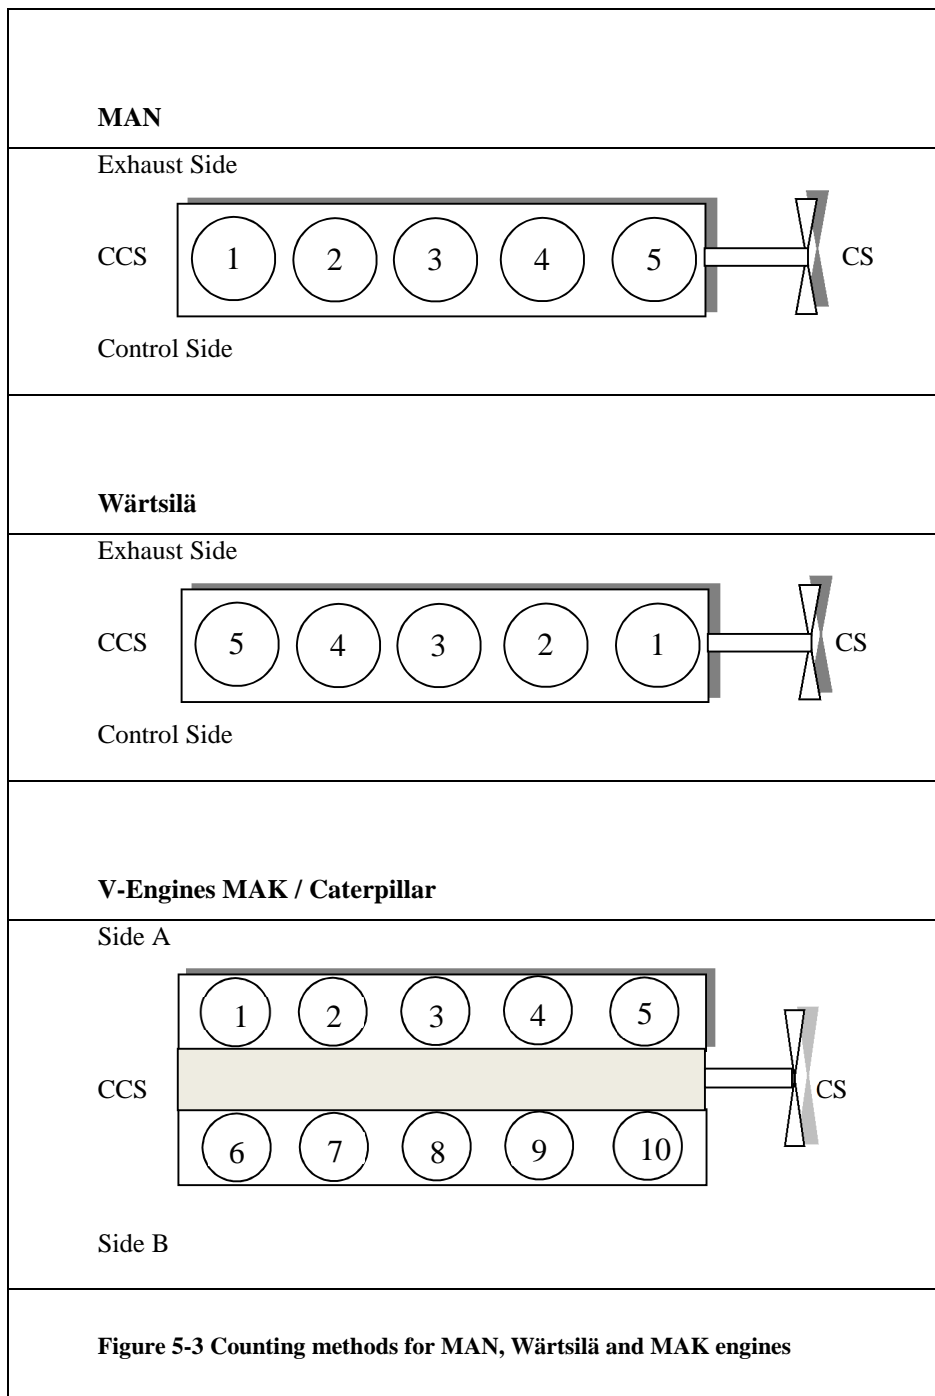 MAN
Exhaust Side
CCS 1 2 3 4 5 CS
Control Side
Wärtsilä
Exhaust Side
CCS 5 4 3 2 1 CS
Control Side
V-Engines MAK / Caterpillar
Side A
1 2 3 4 5
CCS CS
6 7 8 9 10
Side B
Figure 5-3 Counting methods for MAN, Wärtsilä and MAK engines